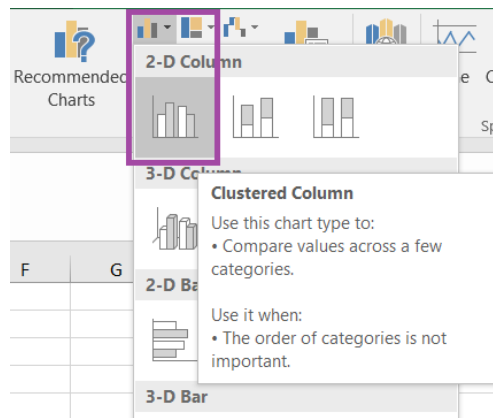 Recommended
Charts
2-D Column
e
C
Sp
3-D Column
Clustered Column
Use this chart type to:
• Compare values across a few
categories.
Use it when:
• The order of categories is not
important.
F
G
2-D Ba
3-D Bar